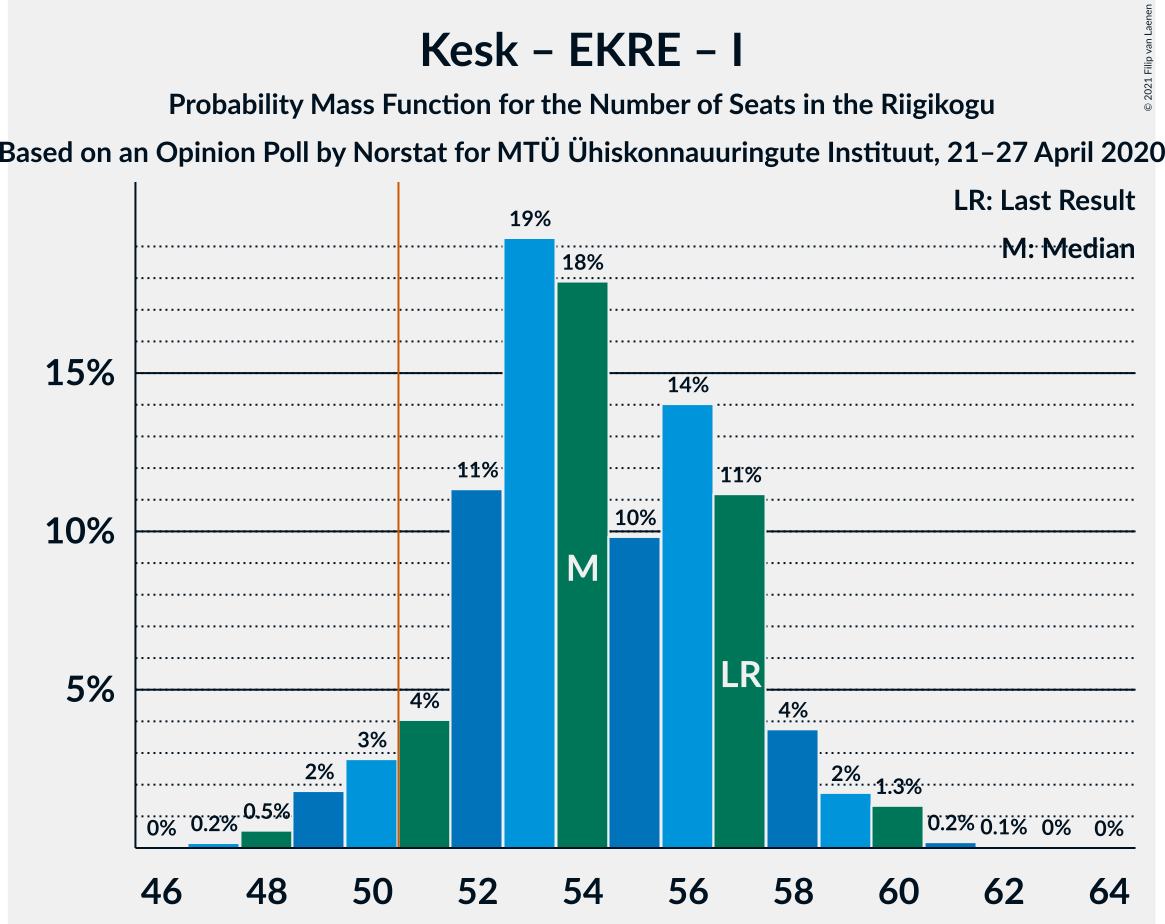 Kesk – EKRE – I
Probability Mass Function for the Number of Seats in the Riigikogu
Based on an Opinion Poll by Norstat for MTÜ Ühiskonnauuringute Instituut, 21–27 April 2020
© 2021 Filip van Laenen
LR: Last Result
M: Median
15%
10%
5%
0%
0.2%
0.5%
2%
3%
4%
11%
19%
18%
10%
14%
11%
4%
2%
1.3%
0.2%
0.1%
0%
0%
M
LR
46 48 50 52 54 56 58 60 62 64